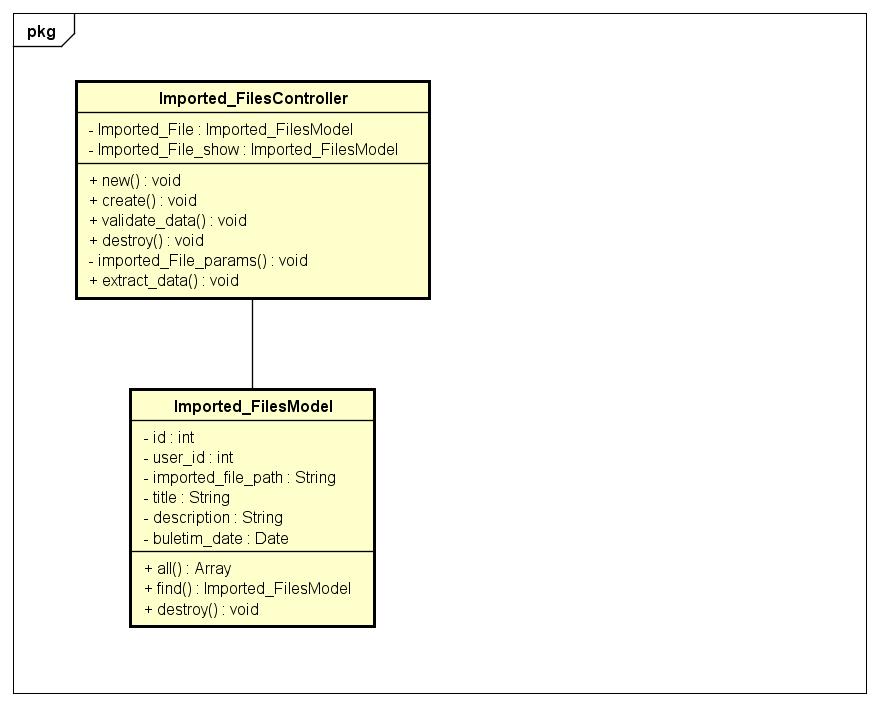 pkg
Imported_FilesController
- Imported_File : Imported_FilesModel
- Imported_File_show : Imported_FilesModel
+ new() : void
+ create() : void
+ validate_data() : void
+ destroy() : void
- imported_File_params() : void
+ extract_data() : void
Imported_FilesModel
- id : int
- user_id : int
- imported_file_path : String
- title : String
- description : String
- buletim_date : Date
+ all() : Array
+ find() : Imported_FilesModel
+ destroy() : void